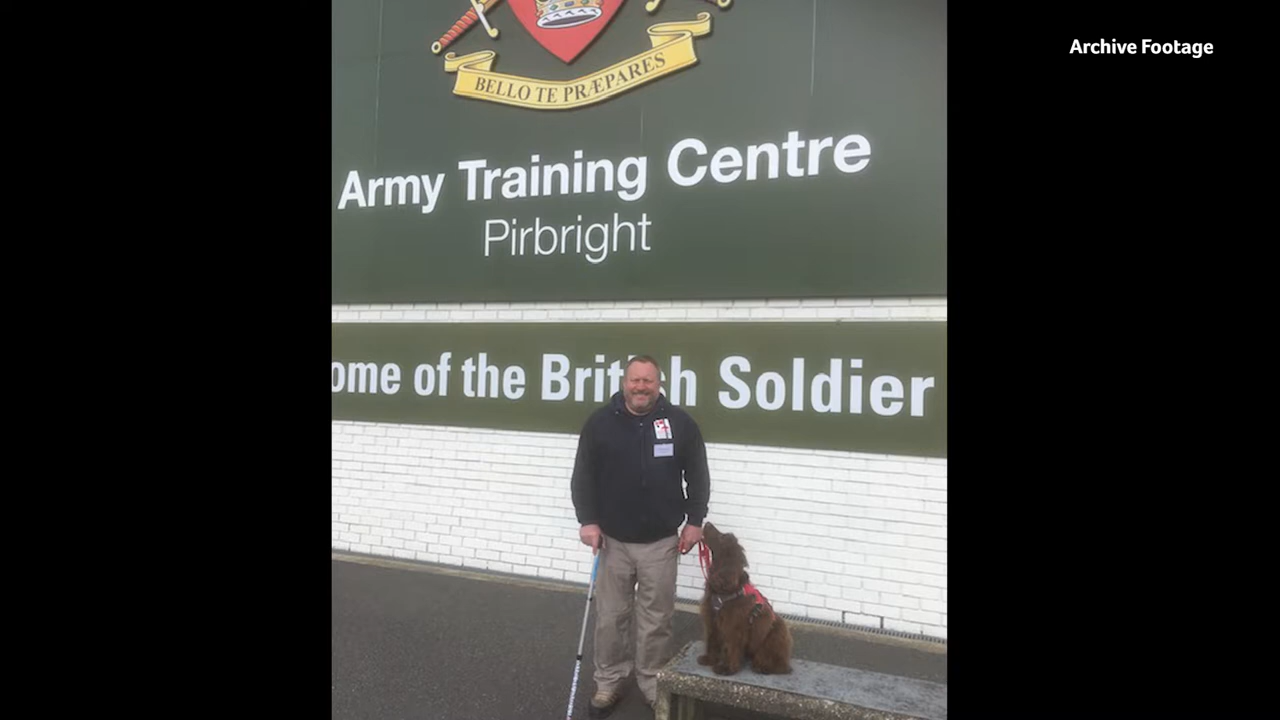 Archive Footage
BELLO TE PRÆPARES
Army Training Centre
Pirbright
ome of the Brit h Soldier